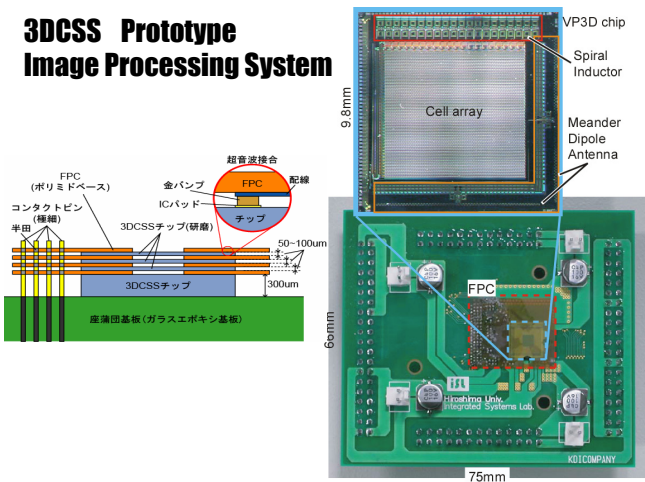 3DCSS Prototype
Image Processing System
VP3D chip
Spiral
Inductor
Cell array
Meander
Dipole
Antenna
9.8mm
超音波接合
FPC
配線
金バンプ
ICパッド
チップ
FPC
(ポリミドベース)
コンタクトピン
(極細)
半田
3DCSSチップ(研磨)
50~100um
300um
3DCSSチップ
座蒲団基板(ガラスエポキシ基板)
FPC
66mm
isl
Hiroshima Univ.
Integrated Systems Lab.
KDICOMPANY
75mm